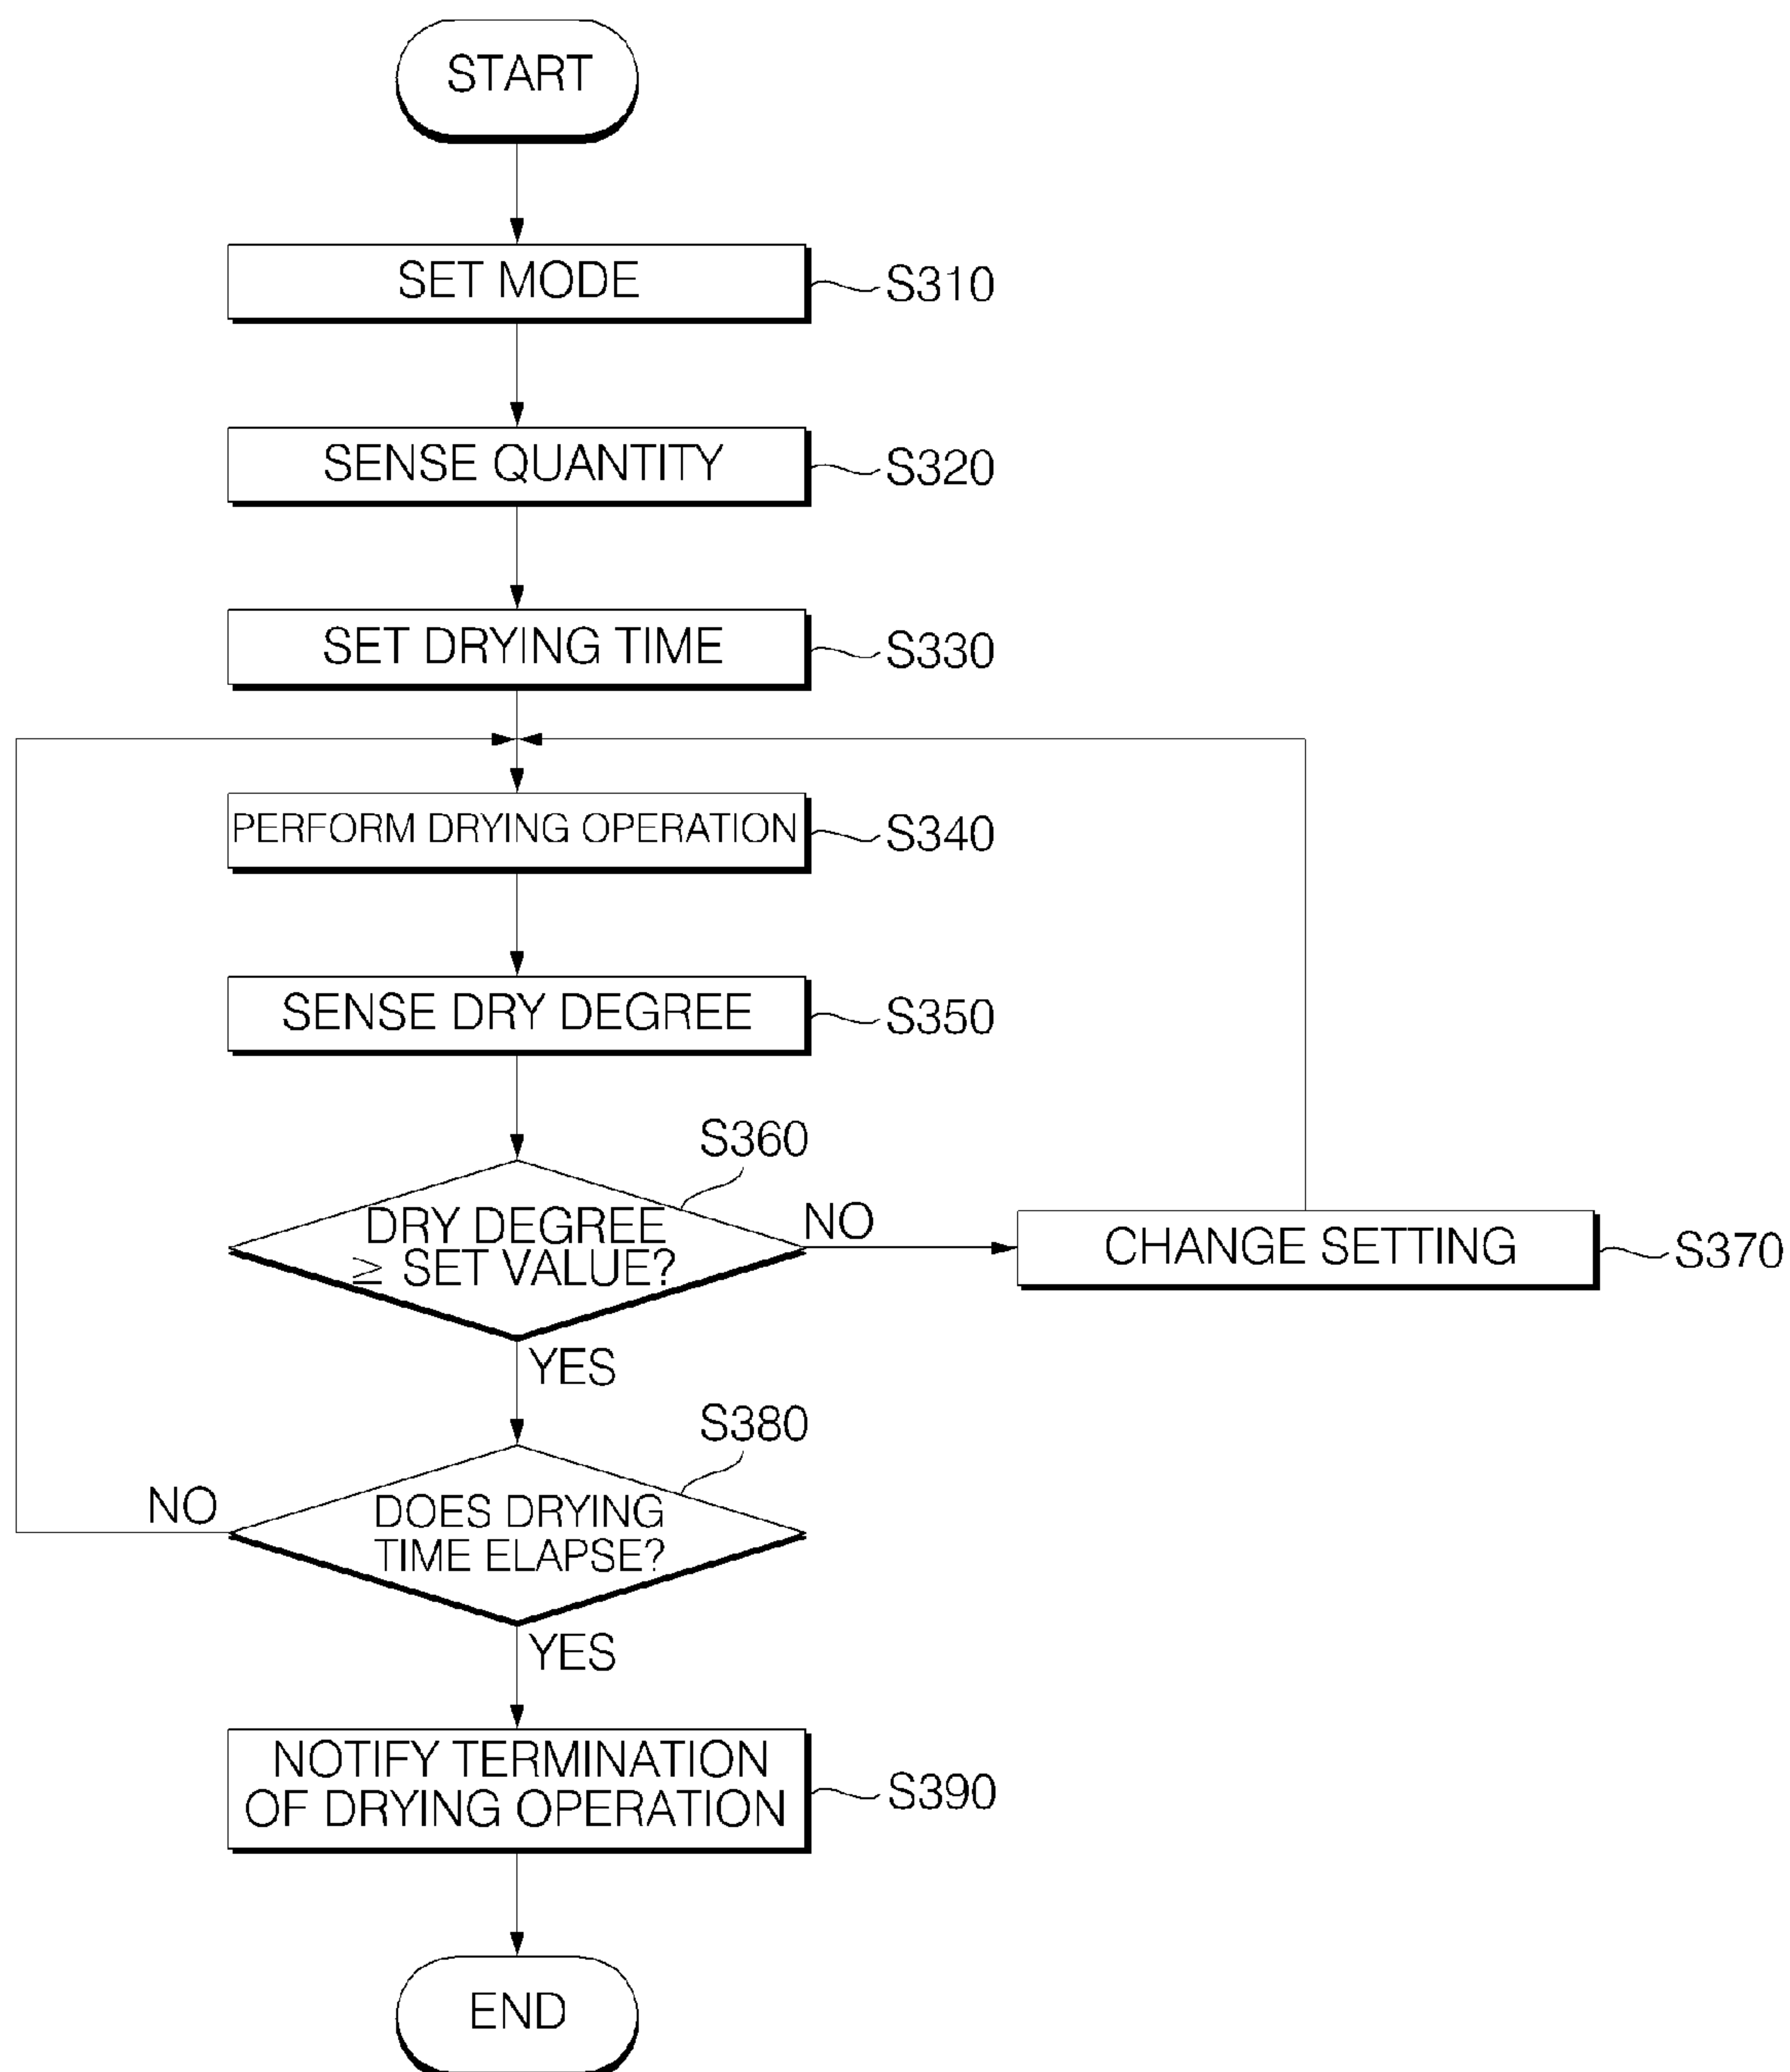 START
SET MODE
S310
SENSE QUANTITY
S320
SET DRYING TIME
S330
PERFORM DRYING OPERATION
S340
SENSE DRY DEGREE
S350
S360
DRY DEGREE
≥ SET VALUE?
NO
CHANGE SETTING
S370
YES
S380
NO
DOES DRYING
TIME ELAPSE?
YES
NOTIFY TERMINATION
OF DRYING OPERATION
S390
END